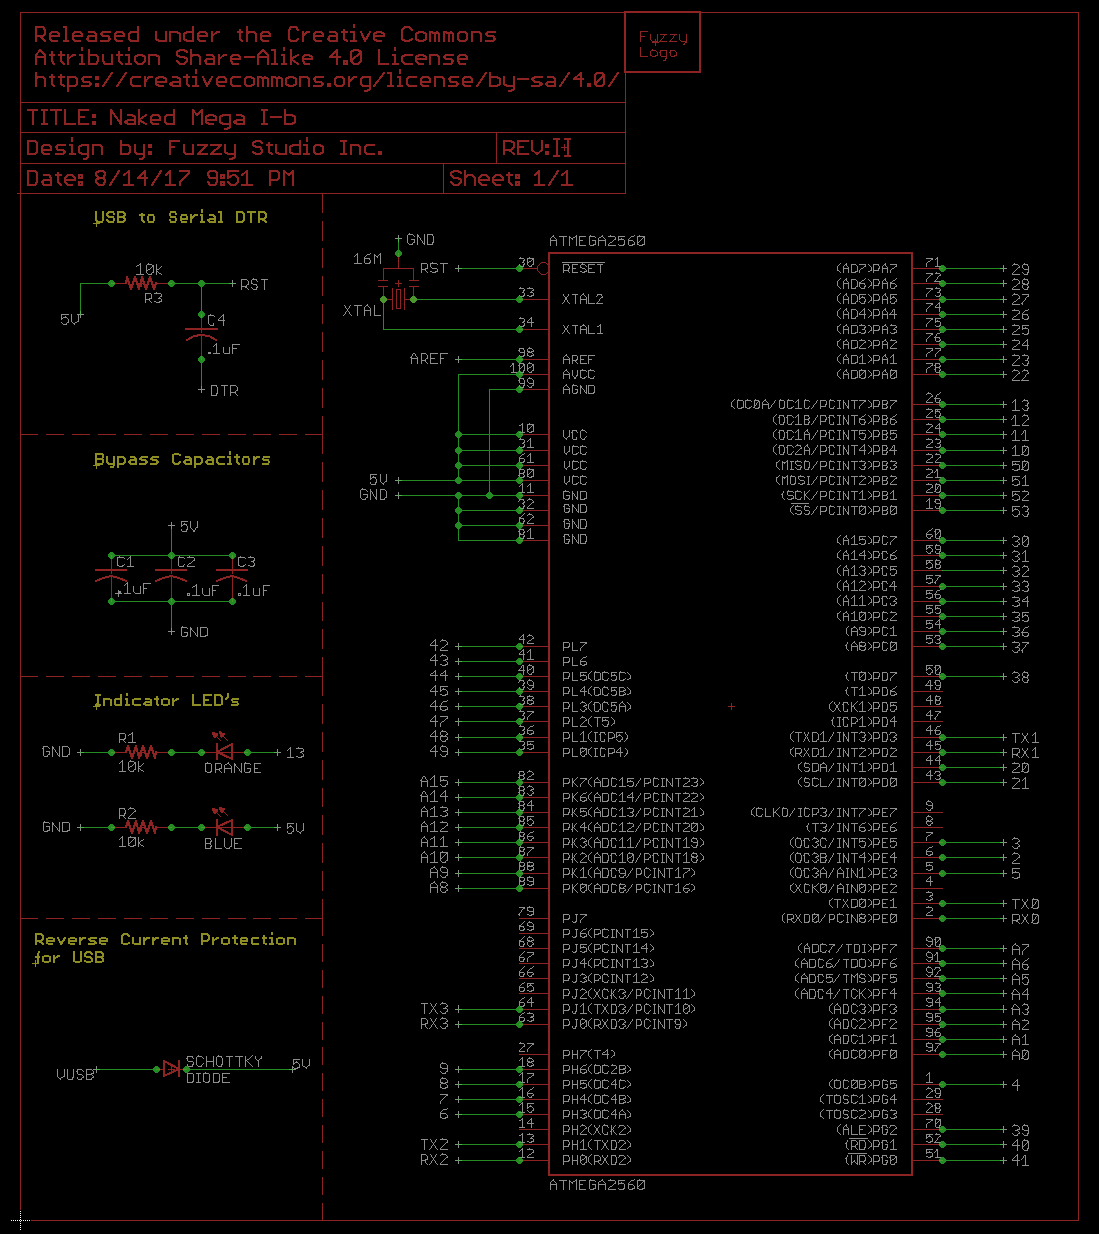 Released under the Creative Commons
Attribution Share-Alike 4.0 License
https://creativecommons.org/license/by-sa/4.0/
Fuzzy
Logo
TITLE: Naked Mega I-b
Design by: Fuzzy Studio Inc.
REV:II
Date: 8/14/17 9:51 PM
Sheet: 1/1
USB to Serial DTR
10k
R3
RST
5V
C4
.1uF
DTR
Bypass Capacitors
5V
C1 C2 C3
.1uF .1uF .1uF
GND
Indicator LED's
R1
GND 13
10k ORANGE
R2
GND 5V
10k BLUE
Reverse Current Protection
for USB
SCHOTTKY
DIODE
VUSB 5V
ATMEGA2560
GND
16M
XTAL
RST 30 RESET
33 XTAL2
34 XTAL1
AREF 98 AREF
100 AVCC
99 AGND
10 VCC
31 VCC
61 VCC
5V 80 VCC
GND 11 GND
32 GND
62 GND
81 GND
42 42 PL7
43 41 PL6
44 40 PL5(OC5C)
45 39 PL4(OC5B)
46 38 PL3(OC5A)
47 37 PL2(T5)
48 36 PL1(ICP5)
49 35 PL0(ICP4)
A15 82 PK7(ADC15/PCINT23)
A14 83 PK6(ADC14/PCINT22)
A13 84 PK5(ADC13/PCINT21)
A12 85 PK4(ADC12/PCINT20)
A11 86 PK3(ADC11/PCINT19)
A10 87 PK2(ADC10/PCINT18)
A9 88 PK1(ADC9/PCINT17)
A8 89 PK0(ADC8/PCINT16)
79 PJ7
69 PJ6(PCINT15)
68 PJ5(PCINT14)
67 PJ4(PCINT13)
66 PJ3(PCINT12)
65 PJ2(XCK3/PCINT11)
TX3 64 PJ1(TXD3/PCINT10)
RX3 63 PJ0(RXD3/PCINT9)
27 PH7(T4)
9 18 PH6(OC2B)
8 17 PH5(OC4C)
7 16 PH4(OC4B)
6 15 PH3(OC4A)
14 PH2(XCK2)
TX2 13 PH1(TXD2)
RX2 12 PH0(RXD2)
(AD7)PA7 71 29
(AD6)PA6 72 28
(AD5)PA5 73 27
(AD4)PA4 74 26
(AD3)PA3 75 25
(AD2)PA2 76 24
(AD1)PA1 77 23
(AD0)PA0 78 22
(OC0A/OC1C/PCINT7)PB7 26 13
(OC1B/PCINT6)PB6 25 12
(OC1A/PCINT5)PB5 24 11
(OC2A/PCINT4)PB4 23 10
(MISO/PCINT3)PB3 22 50
(MOSI/PCINT2)PB2 21 51
(SCK/PCINT1)PB1 20 52
(SS/PCINT0)PB0 19 53
(A15)PC7 60 30
(A14)PC6 59 31
(A13)PC5 58 32
(A12)PC4 57 33
(A11)PC3 56 34
(A10)PC2 55 35
(A9)PC1 54 36
(A8)PC0 53 37
(T0)PD7 50 38
(T1)PD6 49
(XCK1)PD5 48
(ICP1)PD4 47
(TXD1/INT3)PD3 46 TX1
(RXD1/INT2)PD2 45 RX1
(SDA/INT1)PD1 44 20
(SCL/INT0)PD0 43 21
(CLKO/ICP3/INT7)PE7 9
(T3/INT6)PE6 8
(OC3C/INT5)PE5 7 3
(OC3B/INT4)PE4 6 2
(OC3A/AIN1)PE3 5 5
(XCK0/AIN0)PE2 4
(TXD0)PE1 3 TX0
(RXD0/PCIN8)PE0 2 RX0
(ADC7/TDI)PF7 90 A7
(ADC6/TDO)PF6 91 A6
(ADC5/TMS)PF5 92 A5
(ADC4/TCK)PF4 93 A4
(ADC3)PF3 94 A3
(ADC2)PF2 95 A2
(ADC1)PF1 96 A1
(ADC0)PF0 97 A0
(OC0B)PG5 1 4
(TOSC1)PG4 29
(TOSC2)PG3 28
(ALE)PG2 70 39
(RD)PG1 52 40
(WR)PG0 51 41
ATMEGA2560